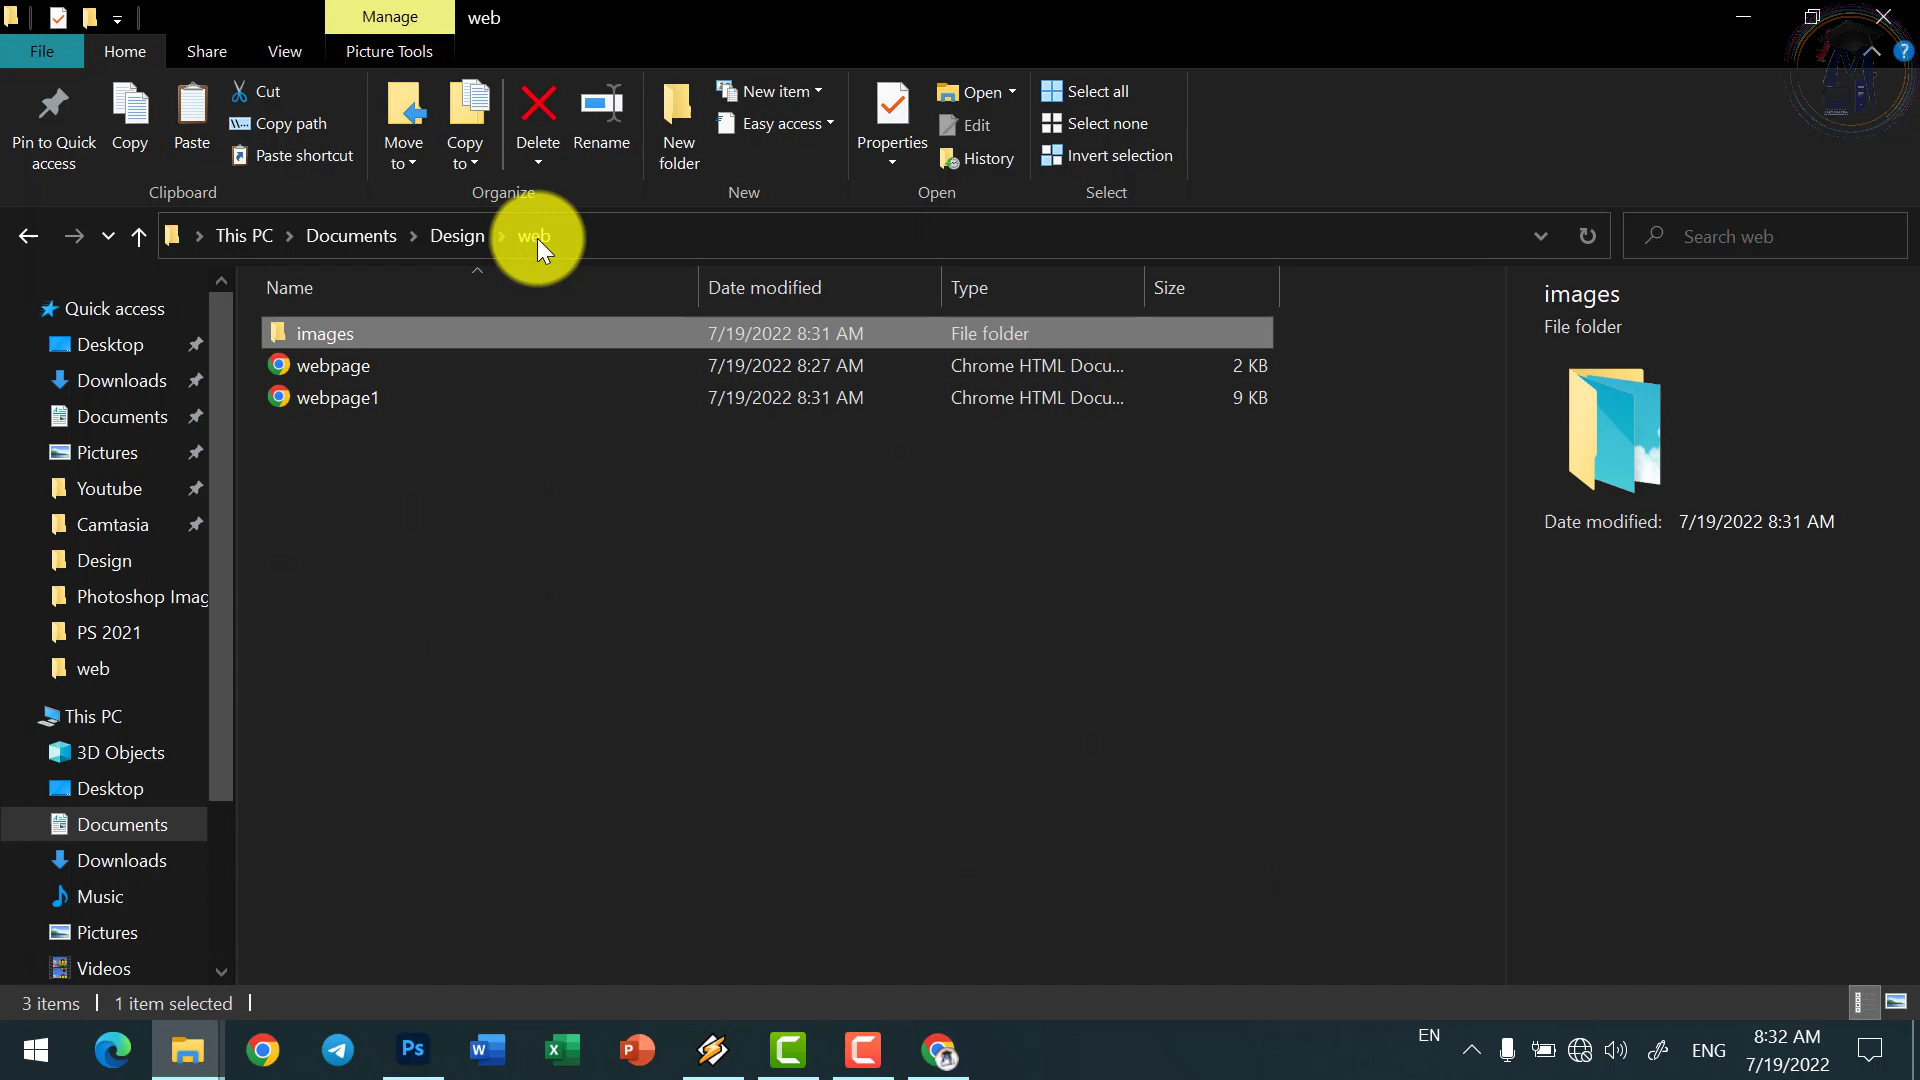 Manage web
File Home Share View Picture Tools
Pin to Quick access
Copy
Paste
Cut
Copy path
Paste shortcut
Clipboard
Move to
Copy to
Delete
Rename
Organize
New folder
New item
Easy access
New
Properties
Open
Edit
History
Open
Select all
Select none
Invert selection
Select
This PC Documents Design web
Search web
Quick access
Desktop
Downloads
Documents
Pictures
Youtube
Camtasia
Design
Photoshop Imag
PS 2021
web
This PC
3D Objects
Desktop
Documents
Downloads
Music
Pictures
Videos
Name Date modified Type Size
images 7/19/2022 8:31 AM File folder
webpage 7/19/2022 8:27 AM Chrome HTML Docu... 2 KB
webpage1 7/19/2022 8:31 AM Chrome HTML Docu... 9 KB
images
File folder
Date modified: 7/19/2022 8:31 AM
3 items 1 item selected
Ps W X P
EN
ENG
8:32 AM
7/19/2022